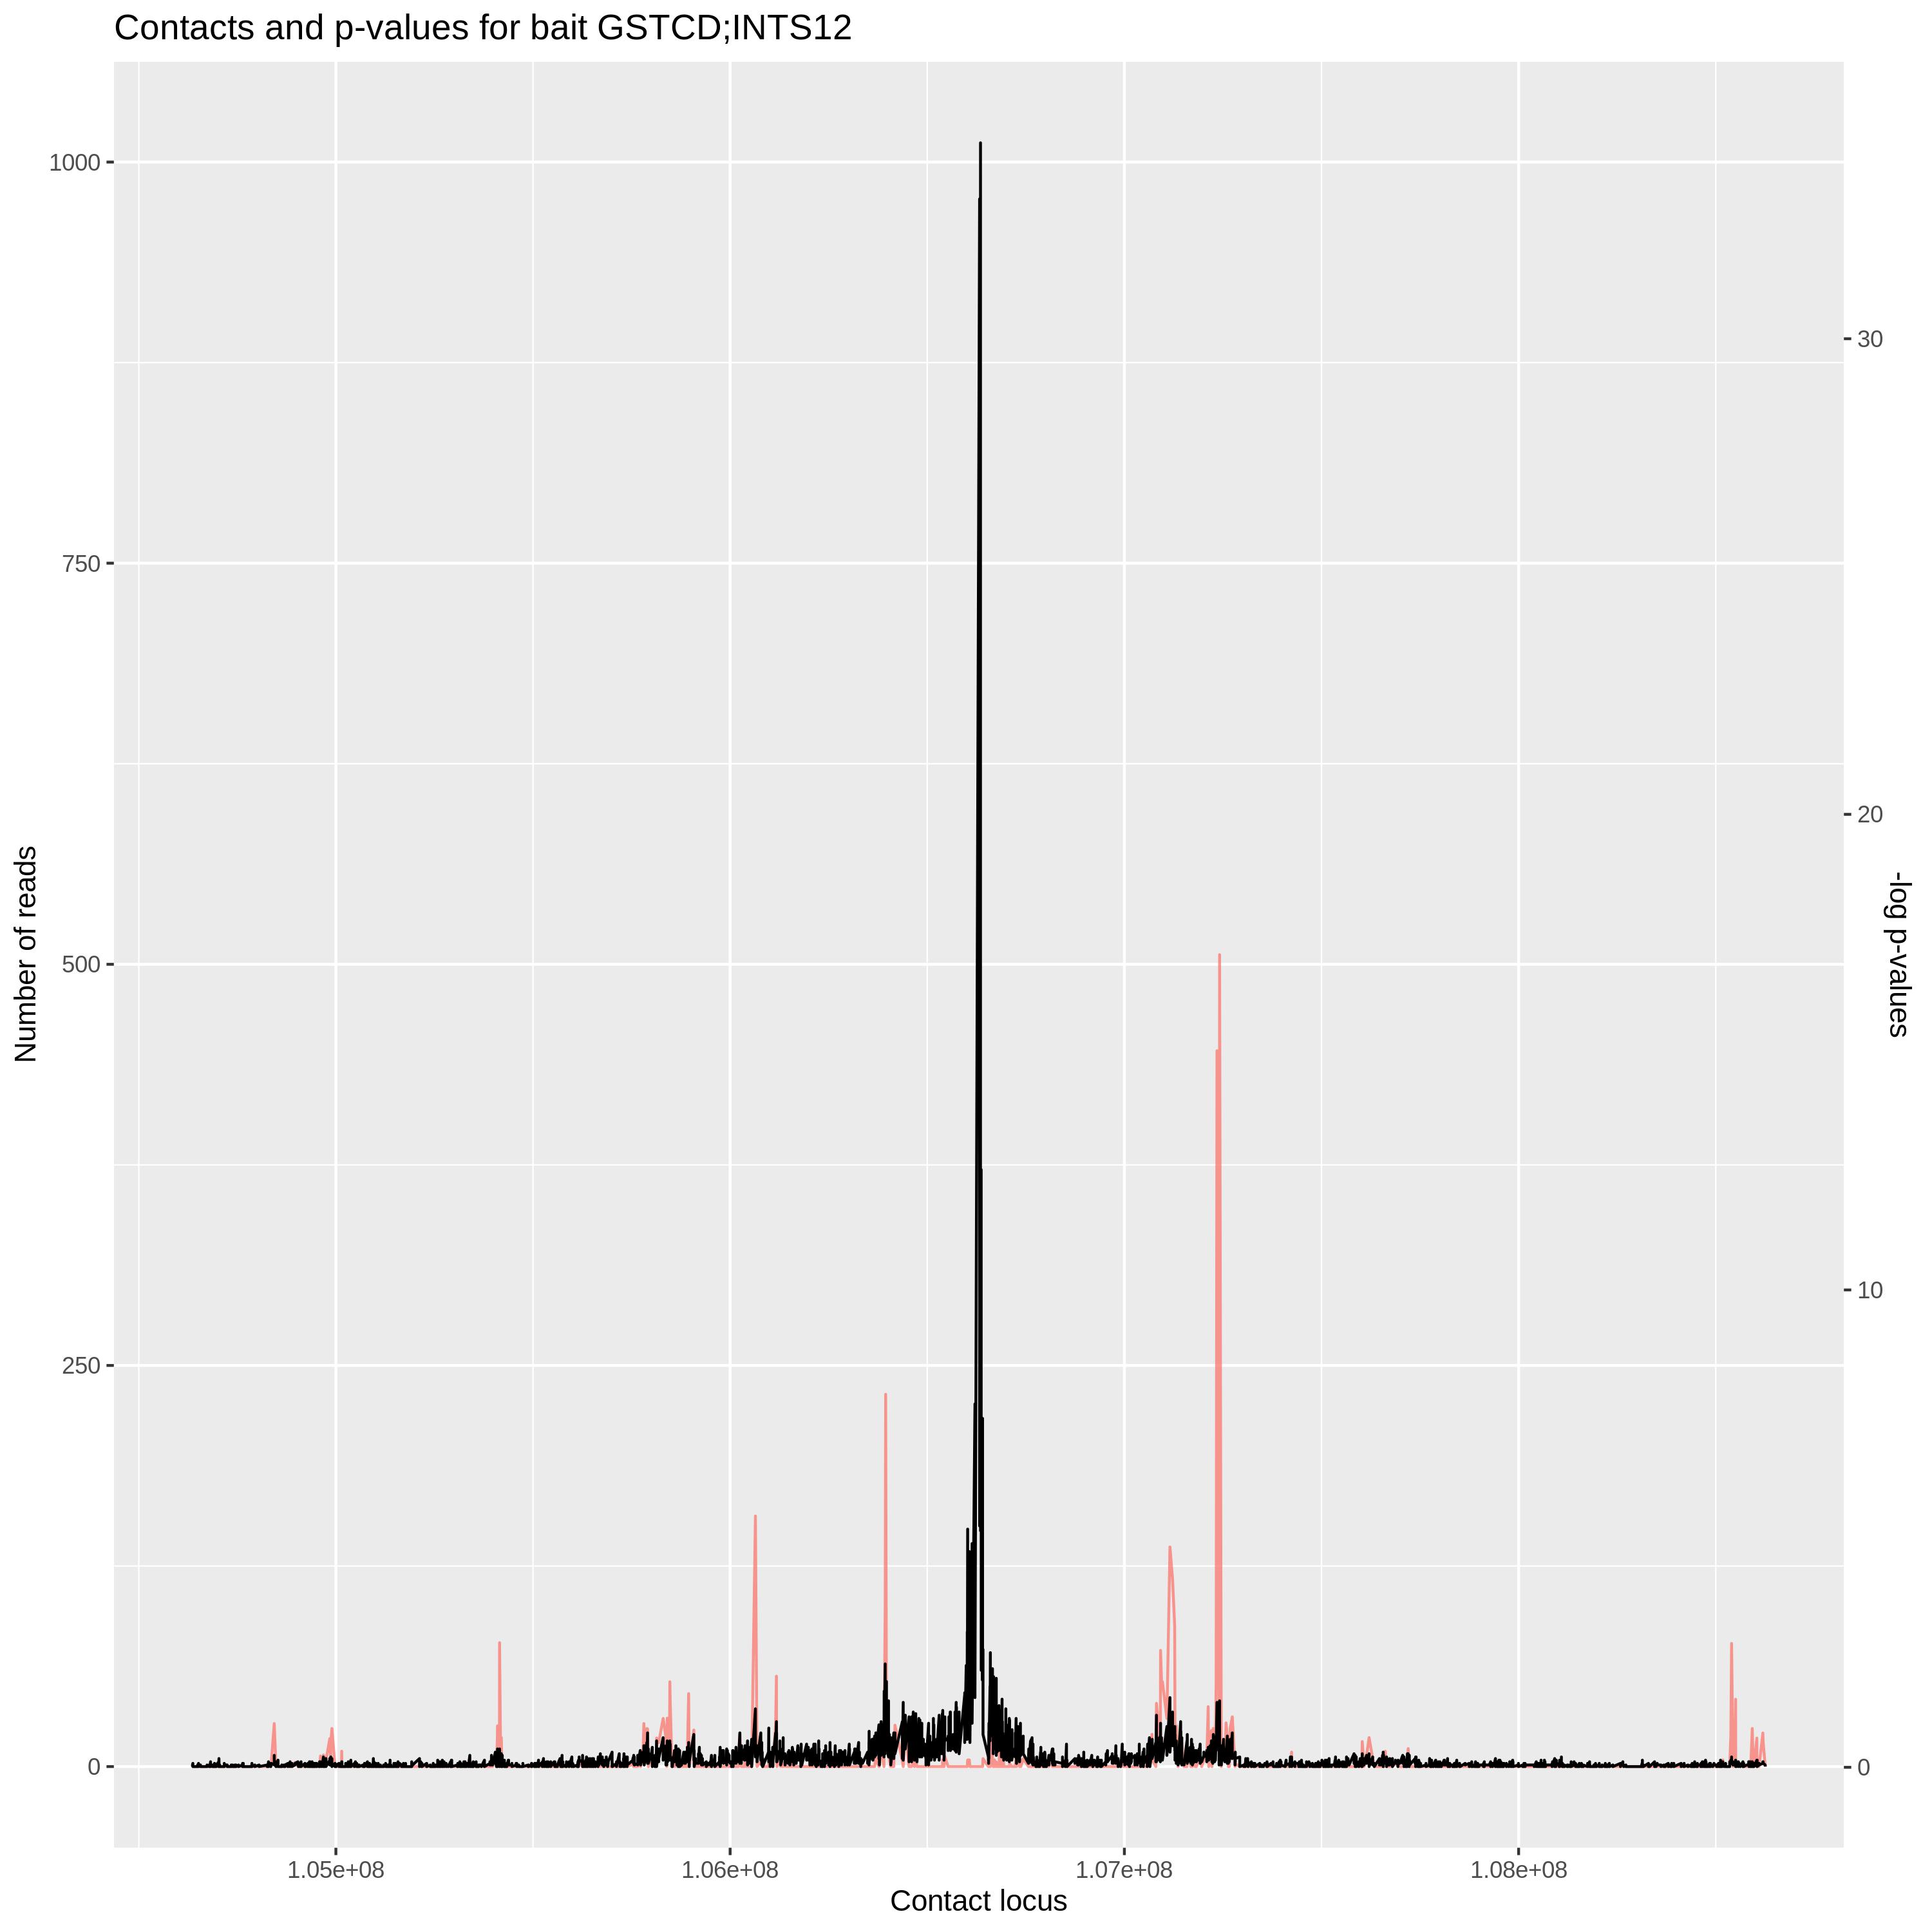 Contacts and p-values for bait GSTCD;INTS12
1000
750
500
250
0
Number of reads
30
20
10
0
-log p-values
1.05e+08
1.06e+08
1.07e+08
1.08e+08
Contact locus